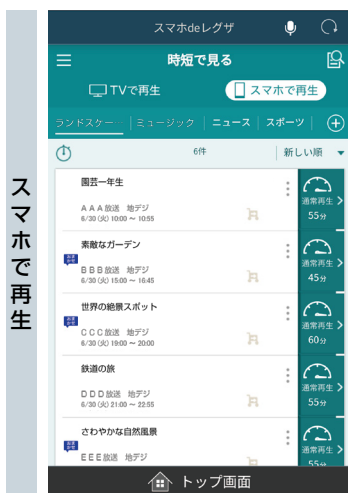 スマホで再生
スマホdeレグザ
時短で見る
TVで再生
スマホで再生
ランドスケー… ミュージック ニュース スポーツ
6件
新しい順
園芸一年生
通常再生
AAA放送 地デジ
55分
6/30 (火) 10:00 ~ 10:55
素敵なガーデン
通常再生
BBB放送 地デジ
45分
6/30 (火) 15:00 ~ 16:45
世界の絶景スポット
通常再生
CCC放送 地デジ
60分
6/30 (火) 19:00 ~ 20:00
鉄道の旅
通常再生
DDD放送 地デジ
55分
6/30 (火) 21:00 ~ 22:55
さわやかな自然風景
通常再生
EEE放送 地デジ
55分
トップ画面